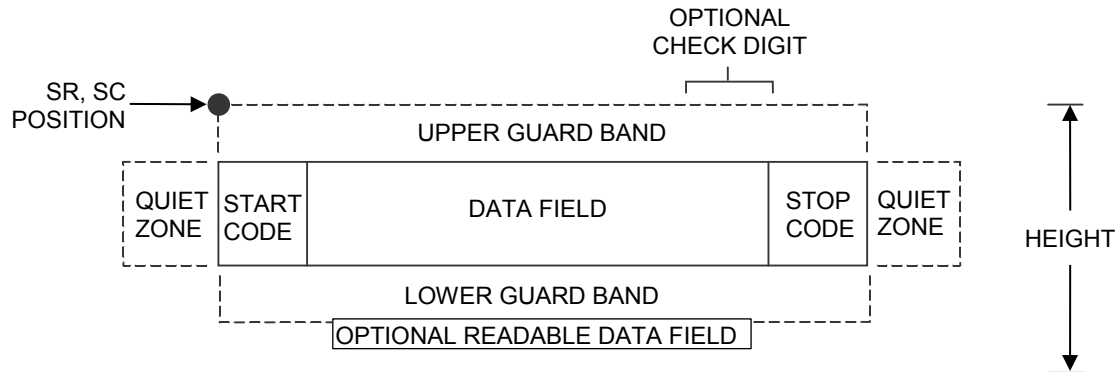 OPTIONAL
CHECK DIGIT
SR, SC
POSITION
UPPER GUARD BAND
QUIET
ZONE
START
CODE
DATA FIELD
STOP
CODE
QUIET
ZONE
HEIGHT
LOWER GUARD BAND
OPTIONAL READABLE DATA FIELD